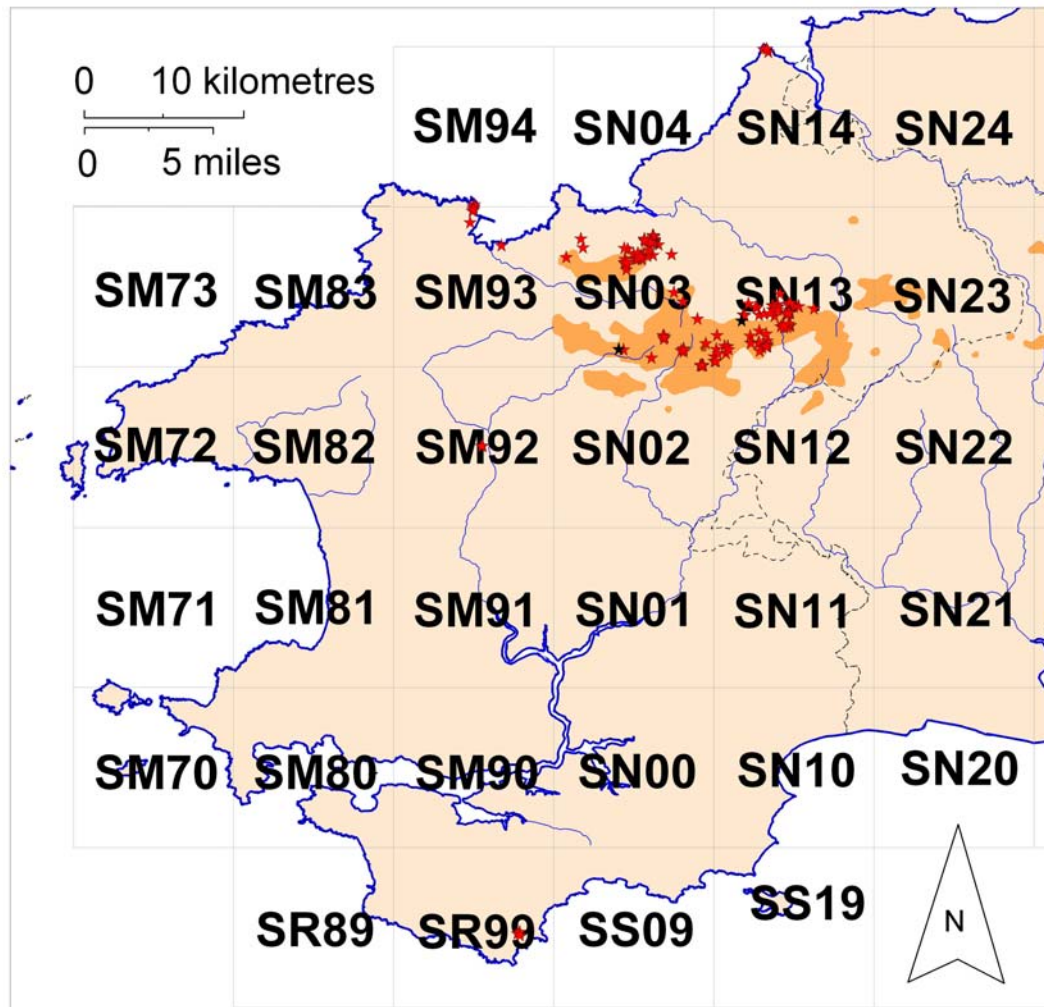 0 10 kilometres
0 5 miles
SM94 SN04 SN14 SN24
SM73 SM83 SM93 SN03 SN13 SN23
SM72 SM82 SM92 SN02 SN12 SN22
SM71 SM81 SM91 SN01 SN11 SN21
SM70 SM80 SM90 SN00 SN10 SN20
SR89 SR99 SS09 SS19
N